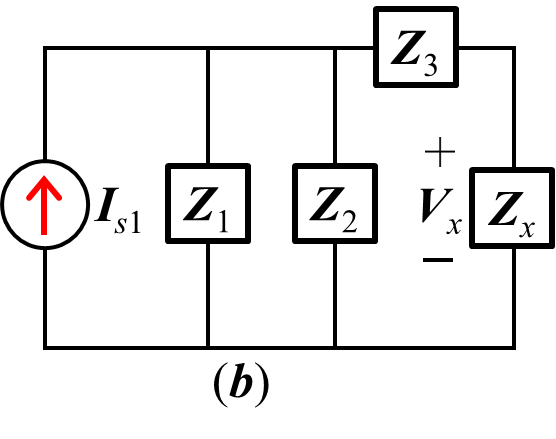 Z3
+
Is1 Z1 Z2 Vx Zx
−
(b)